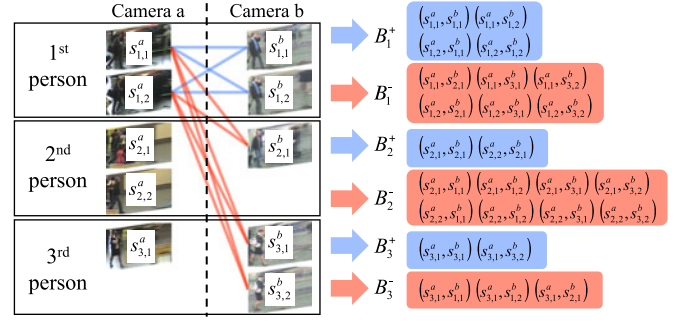 Camera a Camera b
1st person
s^a_{1,1} s^b_{1,1}
s^a_{1,2} s^b_{1,2}
2nd person
s^a_{2,1} s^b_{2,1}
s^a_{2,2}
3rd person
s^a_{3,1} s^b_{3,1}
s^b_{3,2}
B_1^+ (s^a_{1,1}, s^b_{1,1}) (s^a_{1,1}, s^b_{1,2})
(s^a_{1,2}, s^b_{1,1}) (s^a_{1,2}, s^b_{1,2})
B_1^- (s^a_{1,1}, s^b_{2,1}) (s^a_{1,1}, s^b_{3,1}) (s^a_{1,1}, s^b_{3,2})
(s^a_{1,2}, s^b_{2,1}) (s^a_{1,2}, s^b_{3,1}) (s^a_{1,2}, s^b_{3,2})
B_2^+ (s^a_{2,1}, s^b_{2,1}) (s^a_{2,2}, s^b_{2,1})
B_2^- (s^a_{2,1}, s^b_{1,1}) (s^a_{2,1}, s^b_{1,2}) (s^a_{2,1}, s^b_{3,1}) (s^a_{2,1}, s^b_{3,2})
(s^a_{2,2}, s^b_{1,1}) (s^a_{2,2}, s^b_{1,2}) (s^a_{2,2}, s^b_{3,1}) (s^a_{2,2}, s^b_{3,2})
B_3^+ (s^a_{3,1}, s^b_{3,1}) (s^a_{3,1}, s^b_{3,2})
B_3^- (s^a_{3,1}, s^b_{1,1}) (s^a_{3,1}, s^b_{1,2}) (s^a_{3,1}, s^b_{2,1})